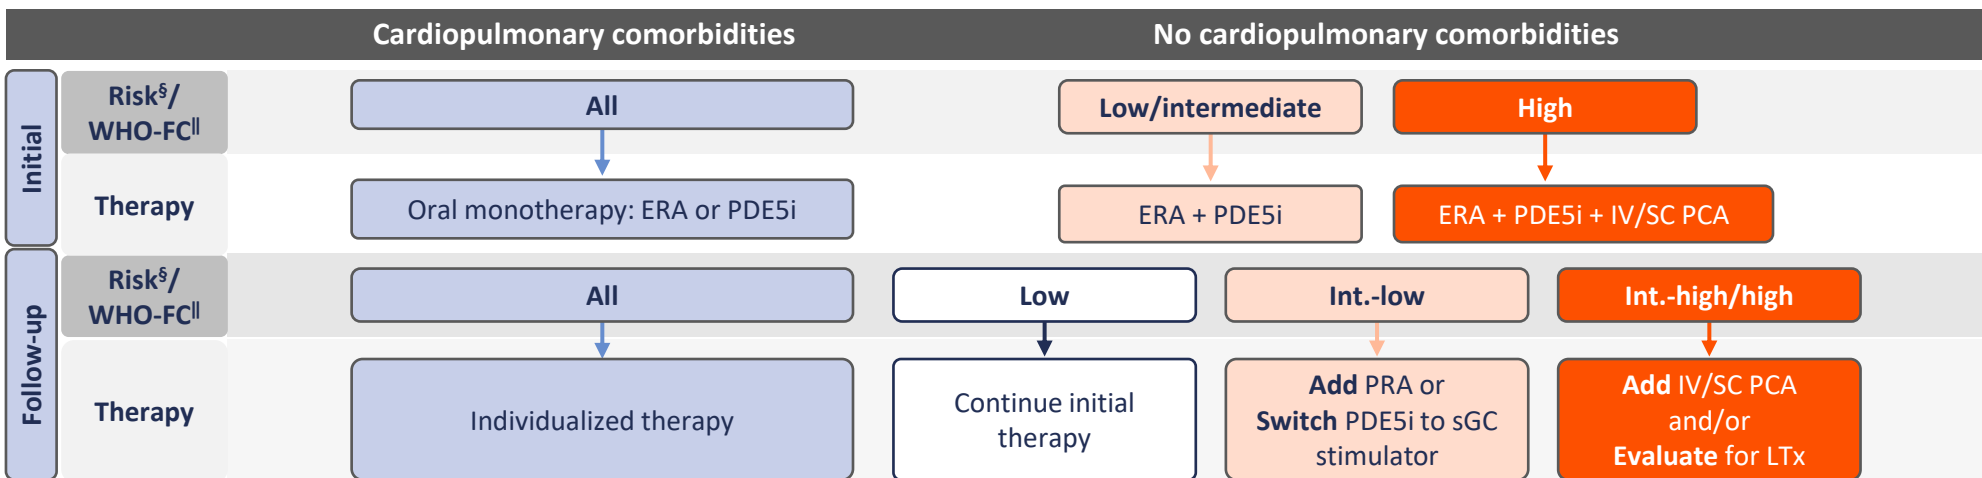 Cardiopulmonary comorbidities
No cardiopulmonary comorbidities
Initial
Risk§/
WHO-FC||
All
Low/intermediate
High
Therapy
Oral monotherapy: ERA or PDE5i
ERA + PDE5i
ERA + PDE5i + IV/SC PCA
Follow-up
Risk§/
WHO-FC||
All
Low
Int.-low
Int.-high/high
Therapy
Individualized therapy
Continue initial
therapy
Add PRA or
Switch PDE5i to sGC
stimulator
Add IV/SC PCA
and/or
Evaluate for LTx